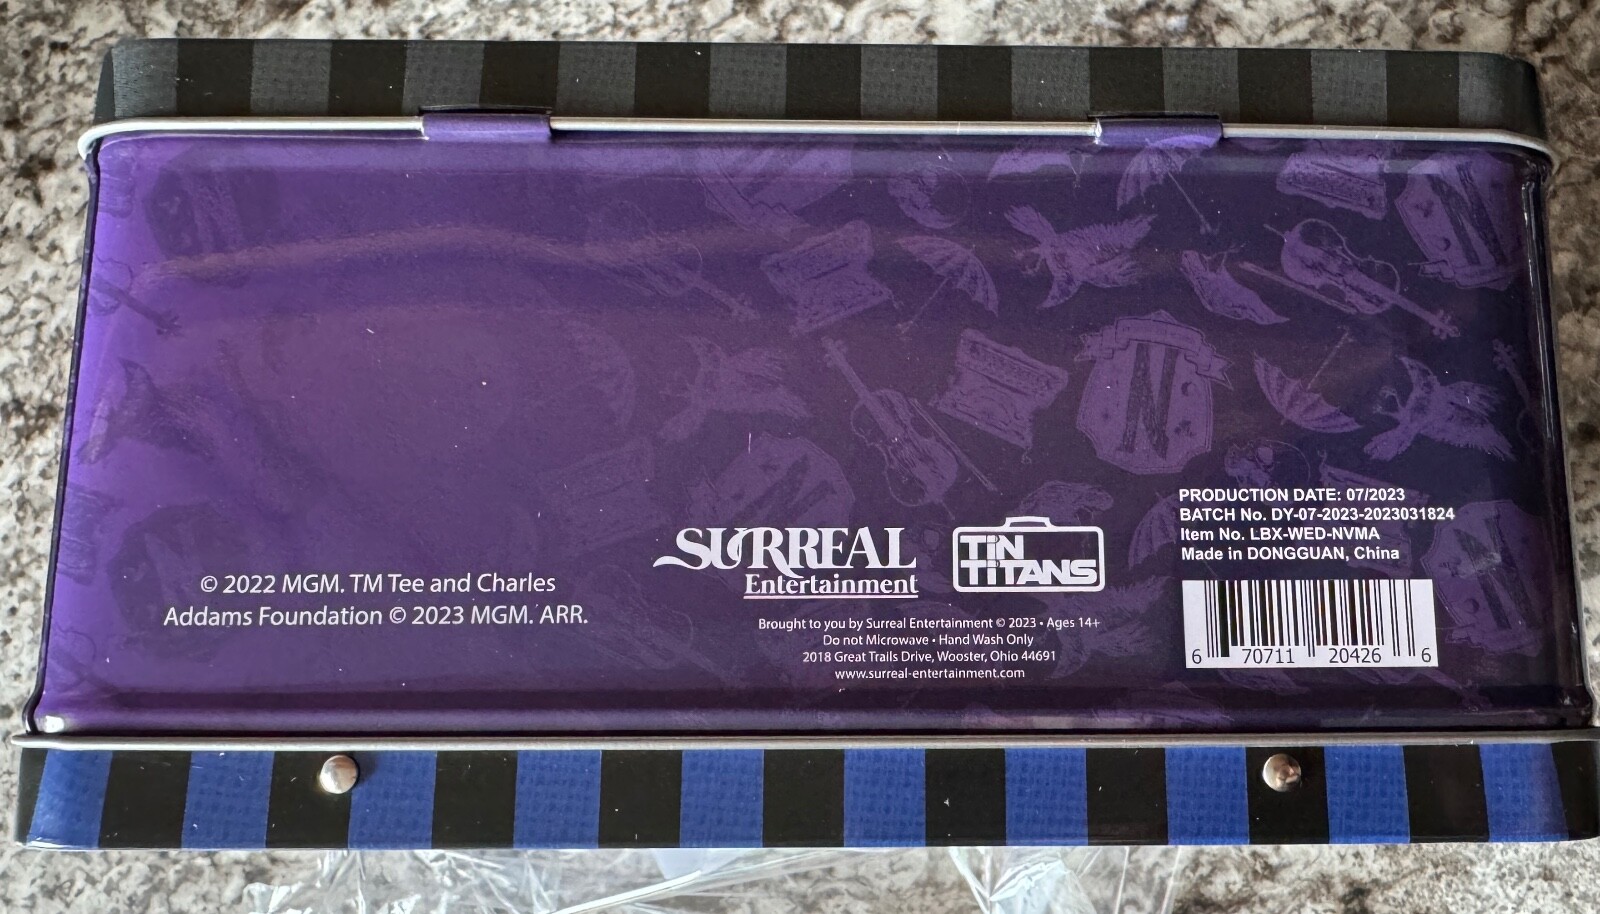 © 2022 MGM. TM Tee and Charles
Addams Foundation © 2023 MGM. ARR.
SURREAL
Entertainment
TiN
TiTANS
Brought to you by Surreal Entertainment © 2023 • Ages 14+
Do not Microwave • Hand Wash Only
2018 Great Trails Drive, Wooster, Ohio 44691
www.surreal-entertainment.com
PRODUCTION DATE: 07/2023
BATCH No. DY-07-2023-2023031824
Item No. LBX-WED-NVMA
Made in DONGGUAN, China
6 70711 20426 6
N
N
N